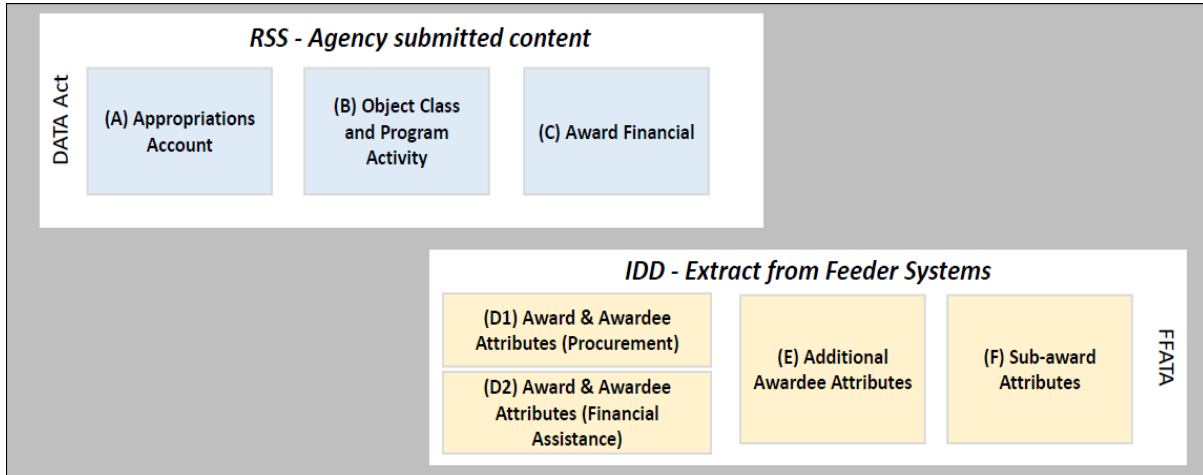 RSS - Agency submitted content
DATA Act
(A) Appropriations
Account
(B) Object Class
and Program
Activity
(C) Award Financial
IDD - Extract from Feeder Systems
(D1) Award & Awardee
Attributes (Procurement)
(D2) Award & Awardee
Attributes (Financial
Assistance)
(E) Additional
Awardee Attributes
(F) Sub-award
Attributes
FFATA